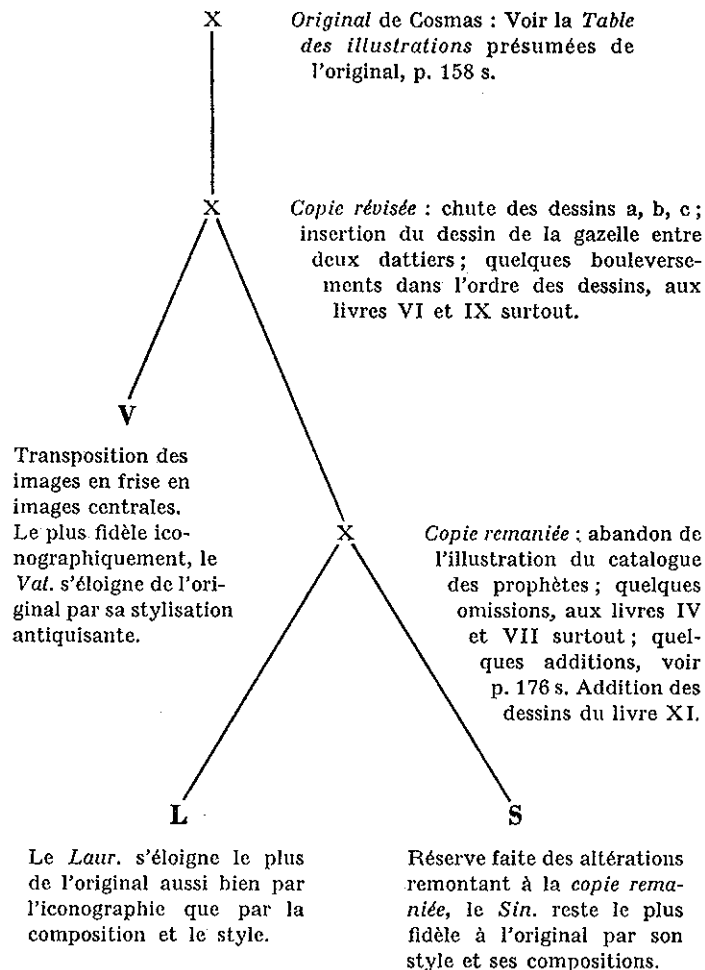 X
Original de Cosmas : Voir la Table
des illustrations présumées de
l'original, p. 158 s.
X
Copie révisée : chute des dessins a, b, c ;
insertion du dessin de la gazelle entre
deux dattiers ; quelques bouleverse-
ments dans l'ordre des dessins, aux
livres VI et IX surtout.
V
Transposition des
images en frise en
images centrales.
Le plus fidèle ico-
nographiquement, le
Vat. s'éloigne de l'ori-
ginal par sa stylisation
antiquisante.
X
Copie remaniée : abandon de
l'illustration du catalogue
des prophètes ; quelques
omissions, aux livres IV
et VII surtout ; quel-
ques additions, voir
p. 176 s. Addition des
dessins du livre XI.
L
Le Laur. s'éloigne le plus
de l'original aussi bien par
l'iconographie que par la
composition et le style.
S
Réserve faite des altérations
remontant à la copie rema-
niée, le Sin. reste le plus
fidèle à l'original par son
style et ses compositions.